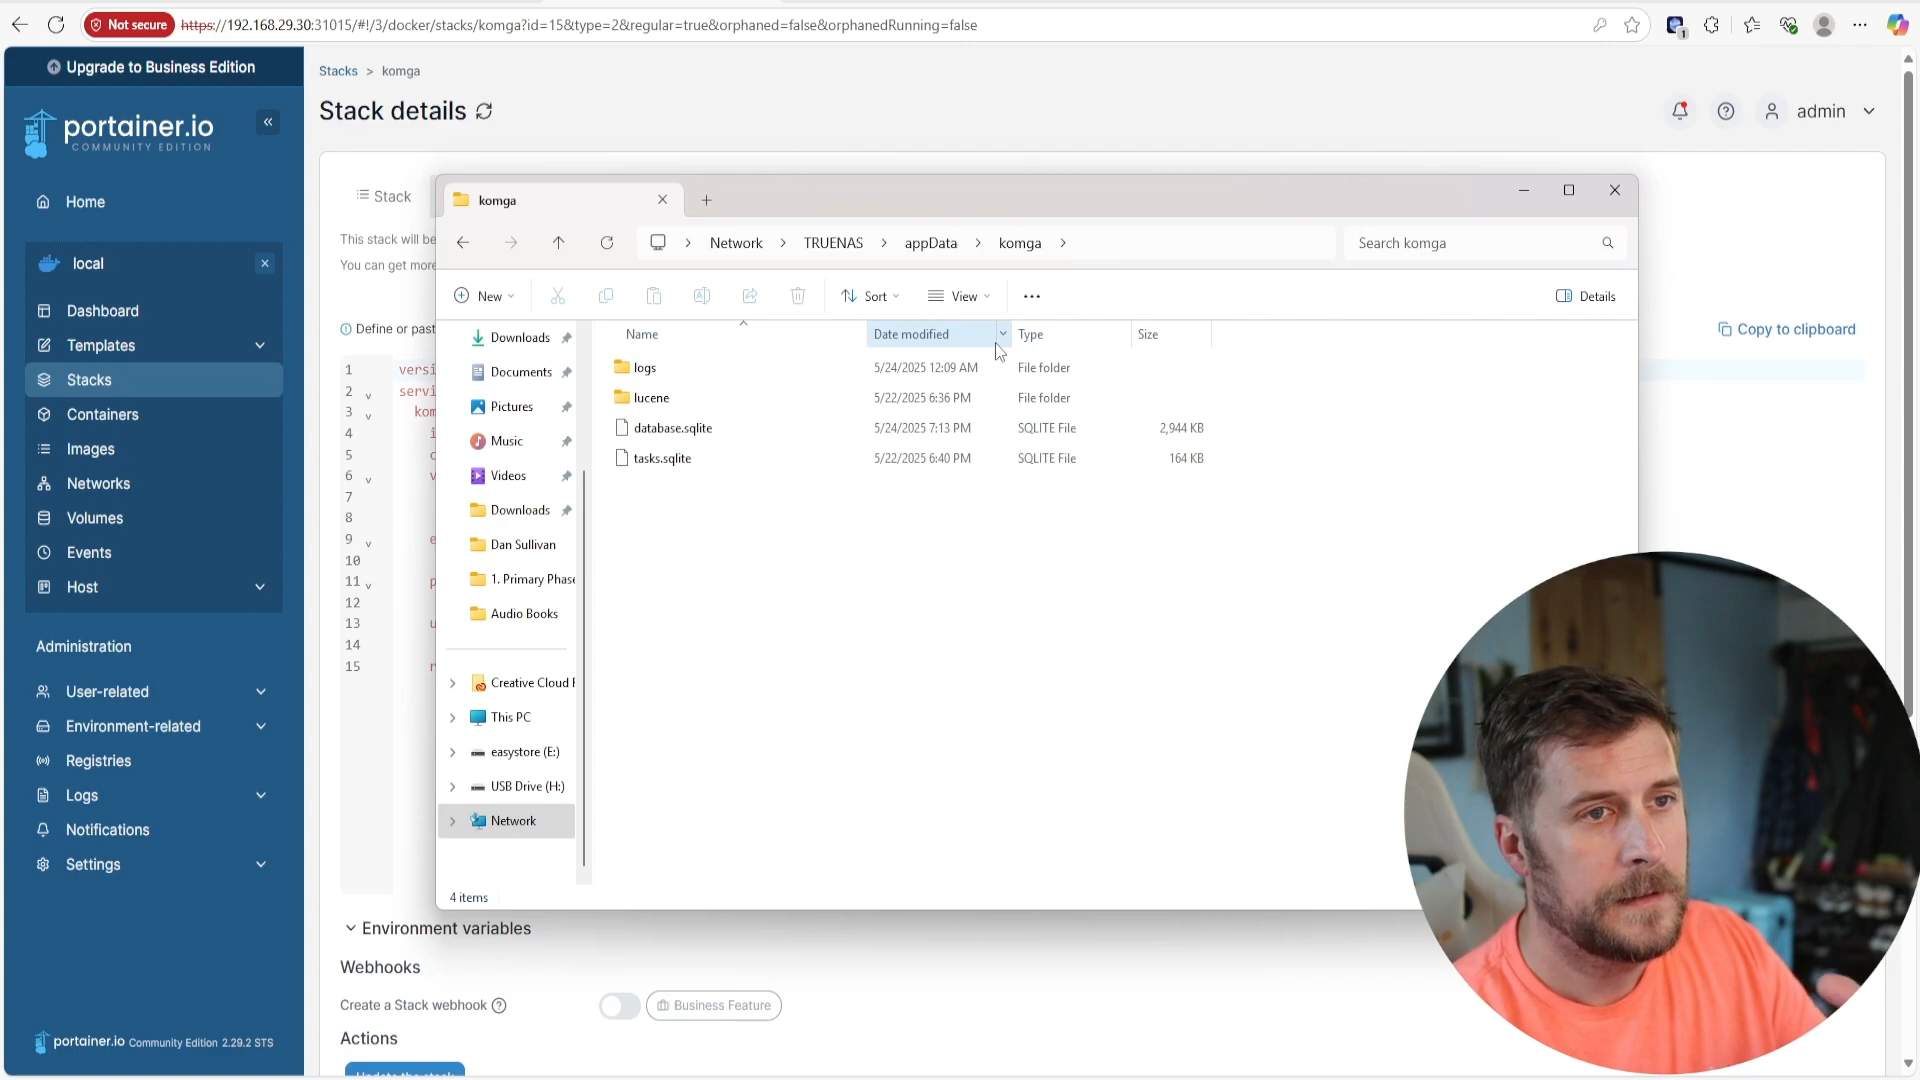 Not secure
https://192.168.29.30:31015/#!/3/docker/stacks/komga?id=15&type=2&regular=true&orphaned=false&orphanedRunning=false
1
Upgrade to Business Edition
portainer.io
COMMUNITY EDITION
Home
local
Dashboard
Templates
Stacks
Containers
Images
Networks
Volumes
Events
Host
Administration
User-related
Environment-related
Registries
Logs
Notifications
Settings
portainer.io Community Edition 2.29.2 STS
Stacks > komga
Stack details
admin
Stack
This stack will be
You can get more
Define or past
Copy to clipboard
1 versi
2 servi
3 kom
4 i
5 c
6 v
7
8
9 e
10
11 p
12
13 u
14
15 r
komga
Network > TRUENAS > appData > komga >
Search komga
New
Sort
View
Details
Downloads
Documents
Pictures
Music
Videos
Downloads
Dan Sullivan
1. Primary Phase
Audio Books
Creative Cloud F
This PC
easystore (E:)
USB Drive (H:)
Network
Name Date modified Type Size
logs 5/24/2025 12:09 AM File folder
lucene 5/22/2025 6:36 PM File folder
database.sqlite 5/24/2025 7:13 PM SQLITE File 2,944 KB
tasks.sqlite 5/22/2025 6:40 PM SQLITE File 164 KB
4 items
Environment variables
Webhooks
Create a Stack webhook
Business Feature
Actions
Update the stack